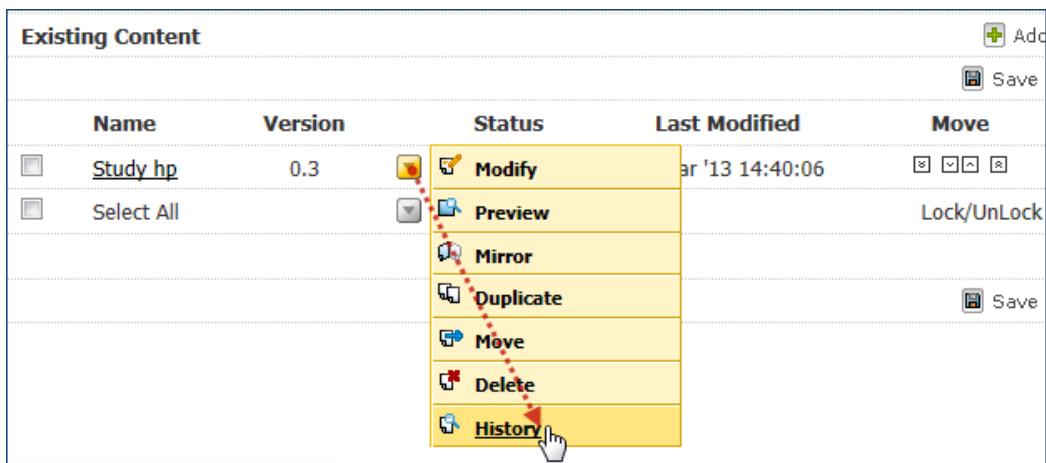 Existing Content
Add
Save
Name Version Status Last Modified Move
Study hp 0.3 Modify ar '13 14:40:06
Select All Preview Lock/UnLock
Mirror
Duplicate Save
Move
Delete
History